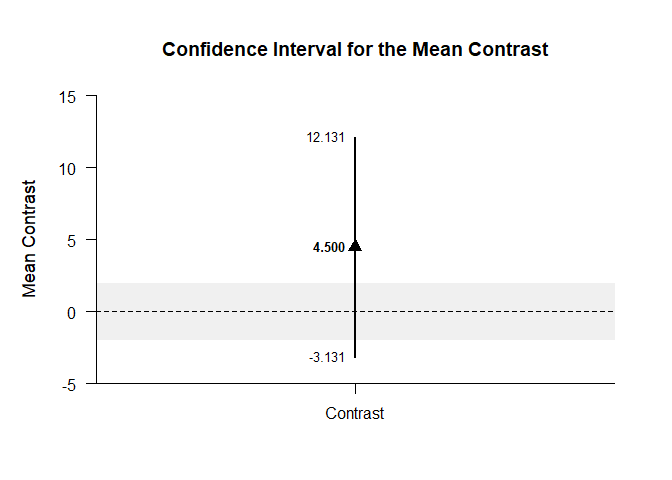 Confidence Interval for the Mean Contrast
15
12.131
10
Mean Contrast
5
4.500
0
-3.131
-5
Contrast